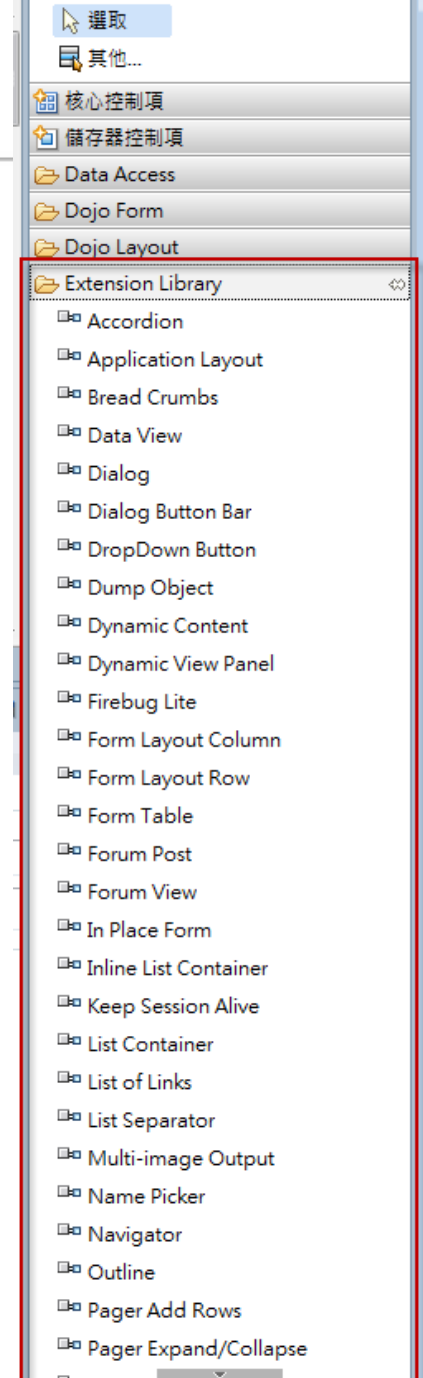 選取
其他...
核心控制項
儲存器控制項
Data Access
Dojo Form
Dojo Layout
Extension Library
Accordion
Application Layout
Bread Crumbs
Data View
Dialog
Dialog Button Bar
DropDown Button
Dump Object
Dynamic Content
Dynamic View Panel
Firebug Lite
Form Layout Column
Form Layout Row
Form Table
Forum Post
Forum View
In Place Form
Inline List Container
Keep Session Alive
List Container
List of Links
List Separator
Multi-image Output
Name Picker
Navigator
Outline
Pager Add Rows
Pager Expand/Collapse